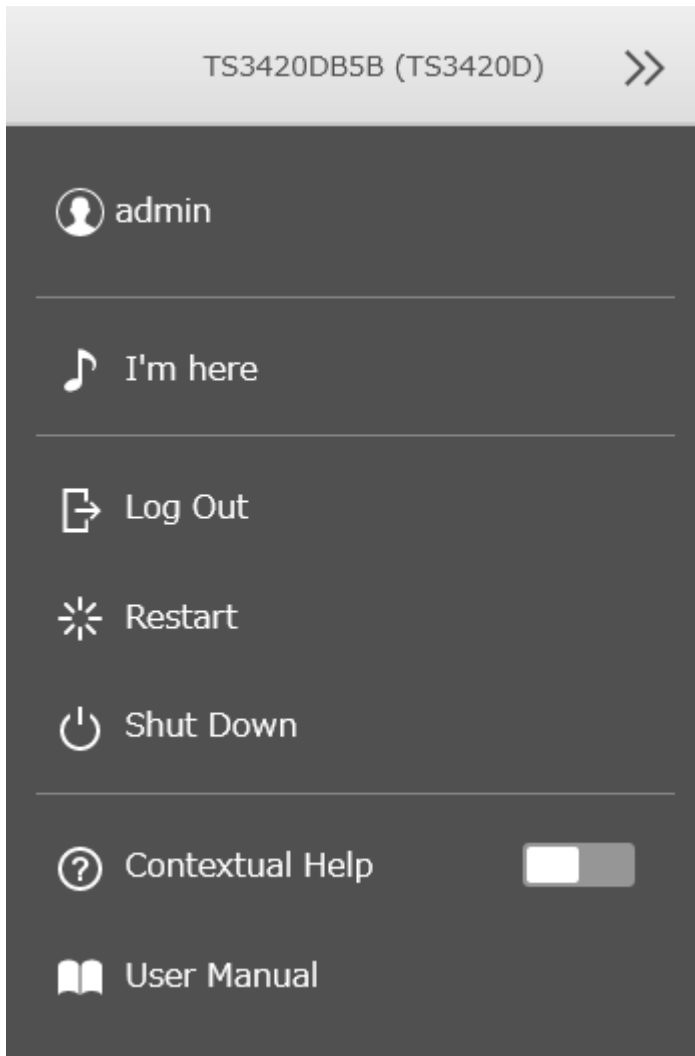 TS3420DB5B (TS3420D)
admin
I'm here
Log Out
Restart
Shut Down
Contextual Help
User Manual